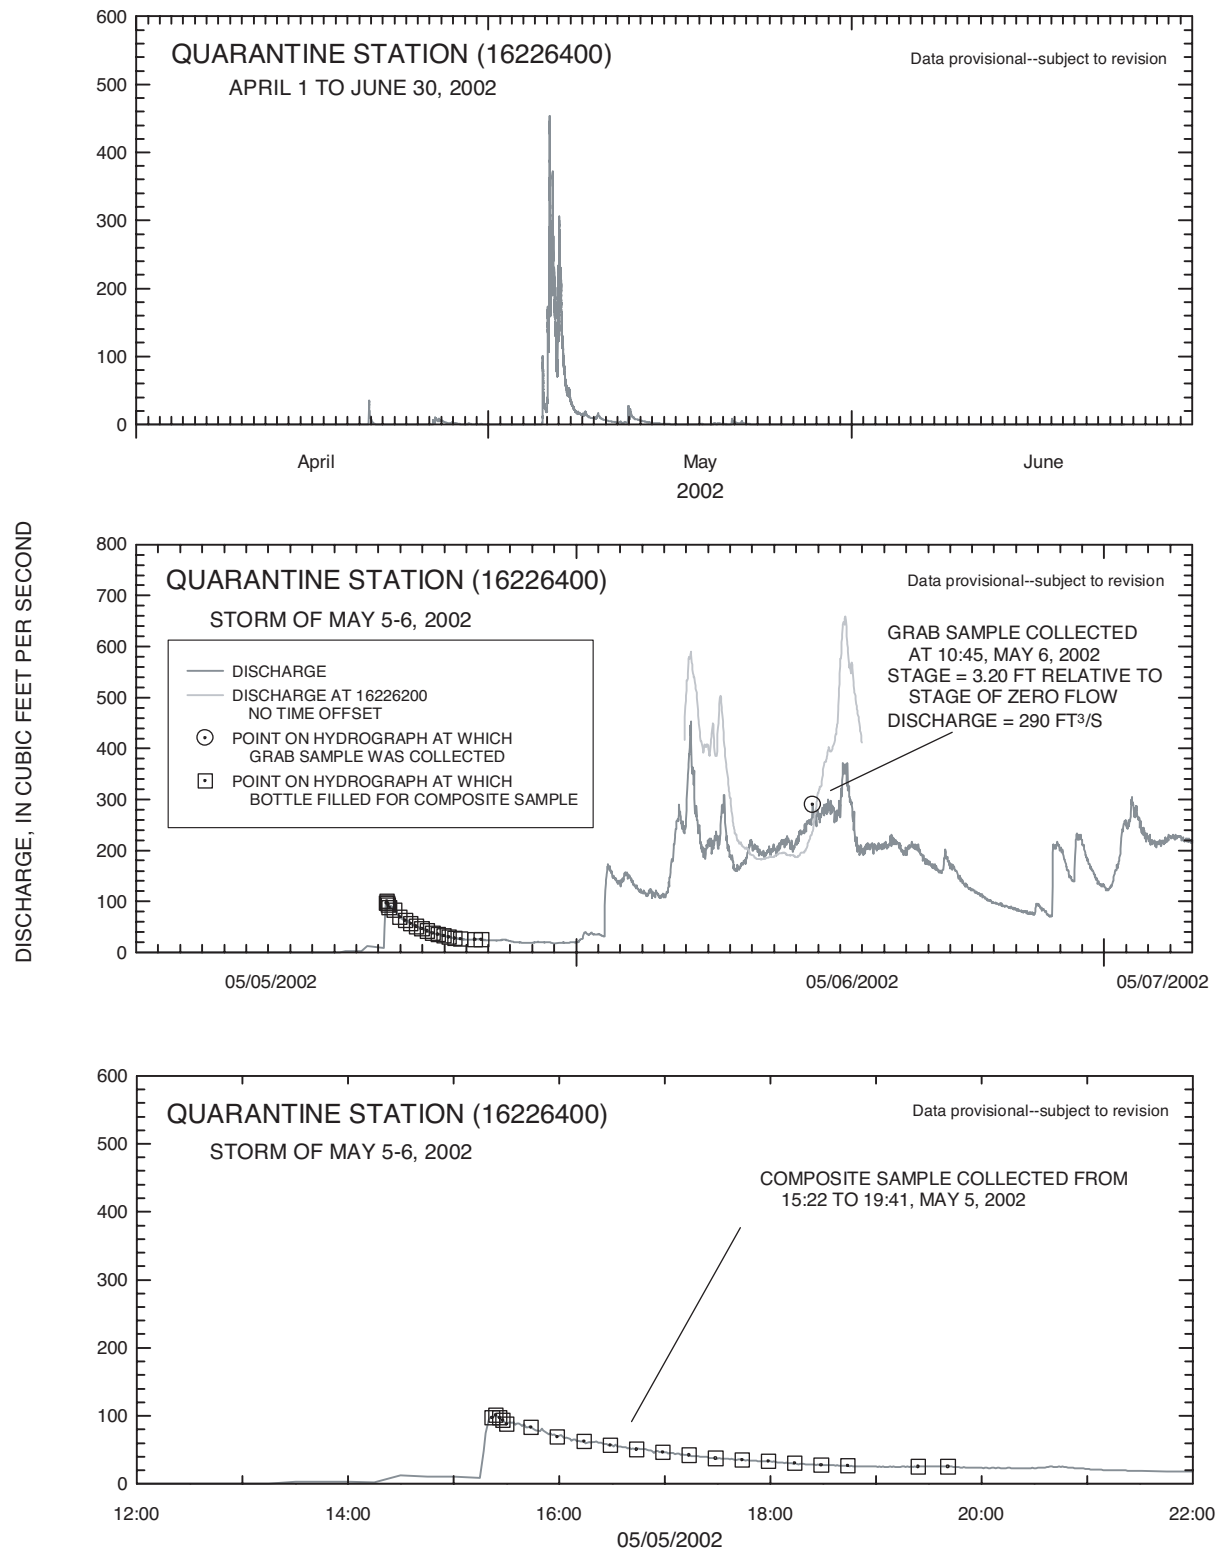 600
QUARANTINE STATION (16226400)
Data provisional--subject to revision
APRIL 1 TO JUNE 30, 2002
500
400
300
200
100
0
April
May
June
2002
DISCHARGE, IN CUBIC FEET PER SECOND
800
QUARANTINE STATION (16226400)
Data provisional--subject to revision
700
STORM OF MAY 5-6, 2002
600
500
400
300
200
100
0
DISCHARGE
DISCHARGE AT 16226200
NO TIME OFFSET
POINT ON HYDROGRAPH AT WHICH
GRAB SAMPLE WAS COLLECTED
POINT ON HYDROGRAPH AT WHICH
BOTTLE FILLED FOR COMPOSITE SAMPLE
GRAB SAMPLE COLLECTED
AT 10:45, MAY 6, 2002
STAGE = 3.20 FT RELATIVE TO
STAGE OF ZERO FLOW
DISCHARGE = 290 FT³/S
05/05/2002
05/06/2002
05/07/2002
600
QUARANTINE STATION (16226400)
Data provisional--subject to revision
500
STORM OF MAY 5-6, 2002
COMPOSITE SAMPLE COLLECTED FROM
15:22 TO 19:41, MAY 5, 2002
400
300
200
100
0
12:00
14:00
16:00
18:00
20:00
22:00
05/05/2002